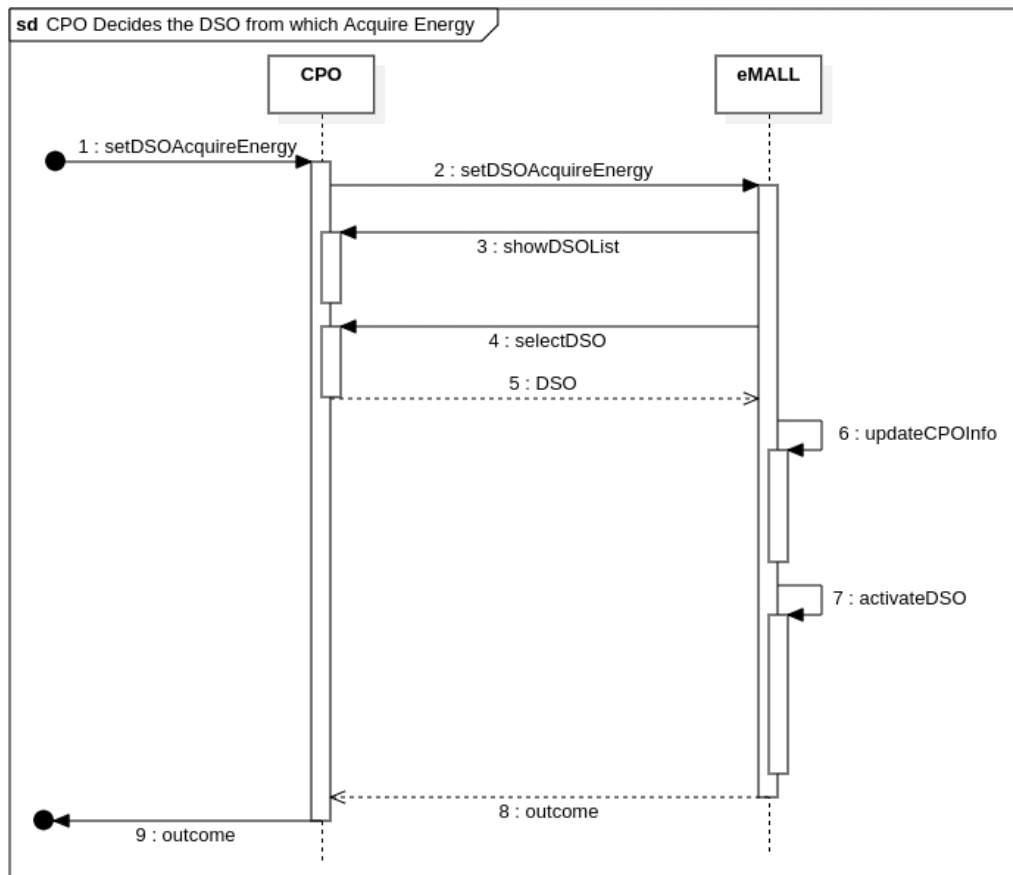 sd CPO Decides the DSO from which Acquire Energy
CPO
eMALL
1 : setDSOAcquireEnergy
2 : setDSOAcquireEnergy
3 : showDSOList
4 : selectDSO
5 : DSO
6 : updateCPOInfo
7 : activateDSO
8 : outcome
9 : outcome